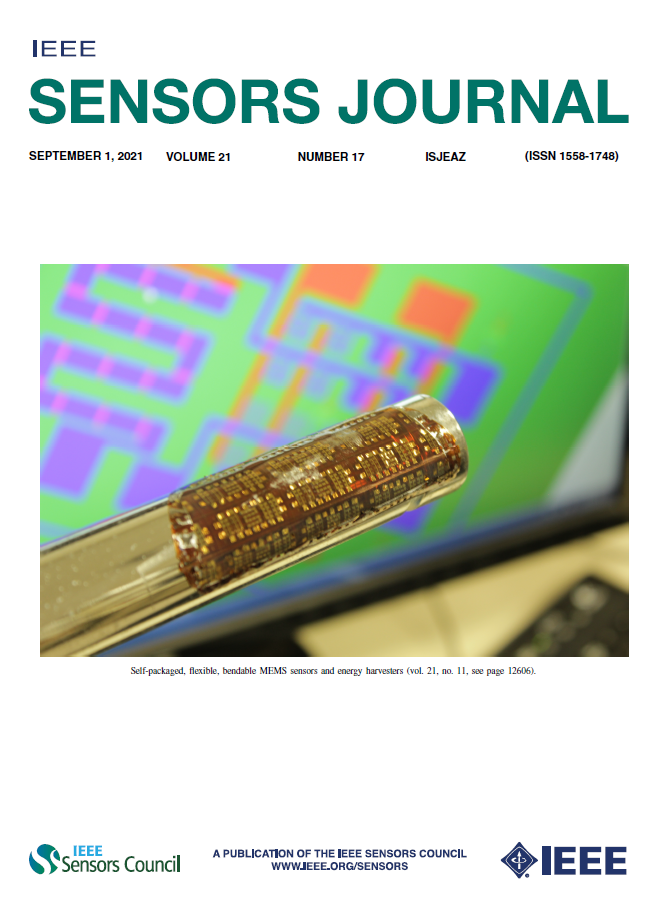 IEEE
SENSORS JOURNAL
SEPTEMBER 1, 2021 VOLUME 21 NUMBER 17 ISJEAZ (ISSN 1558-1748)
Self-packaged, flexible, bendable MEMS sensors and energy harvesters (vol. 21, no. 11, see page 12606).
IEEE
Sensors Council
A PUBLICATION OF THE IEEE SENSORS COUNCIL
WWW.IEEE.ORG/SENSORS
IEEE